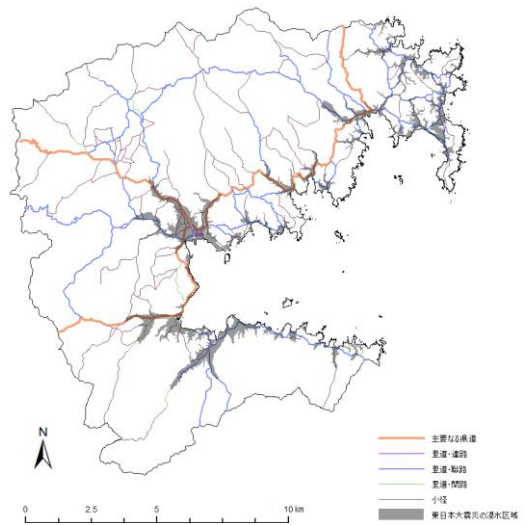 N
0
2.5
5
10 km
主要なる県道
里道・達路
里道・聯路
里道・間路
小径
東日本大震災の浸水区域